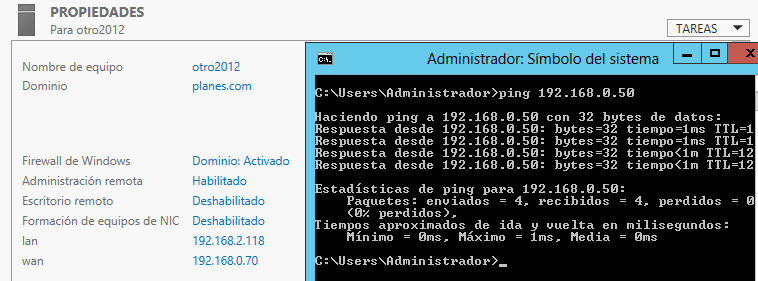 PROPIEDADES
Para otro2012
TAREAS
Nombre de equipo otro2012
Dominio planes.com
Firewall de Windows Dominio: Activado
Administración remota Habilitado
Escritorio remoto Deshabilitado
Formación de equipos de NIC Deshabilitado
lan 192.168.2.118
wan 192.168.0.70
Administrador: Símbolo del sistema
C:\Users\Administrador>ping 192.168.0.50
Haciendo ping a 192.168.0.50 con 32 bytes de datos:
Respuesta desde 192.168.0.50: bytes=32 tiempo=1ms TTL=1
Respuesta desde 192.168.0.50: bytes=32 tiempo=1ms TTL=1
Respuesta desde 192.168.0.50: bytes=32 tiempo<1m TTL=12
Respuesta desde 192.168.0.50: bytes=32 tiempo<1m TTL=12
Estadísticas de ping para 192.168.0.50:
Paquetes: enviados = 4, recibidos = 4, perdidos = 0
(0% perdidos),
Tiempos aproximados de ida y vuelta en milisegundos:
Mínimo = 0ms, Máximo = 1ms, Media = 0ms
C:\Users\Administrador>_